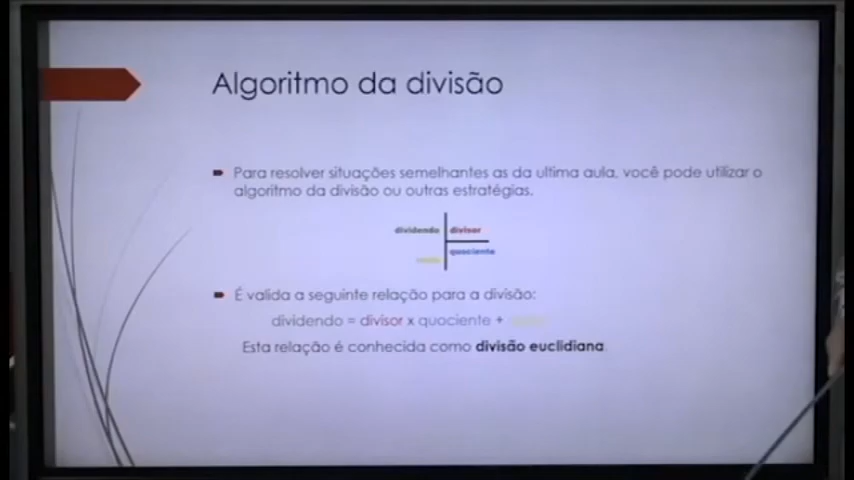 Algoritmo da divisão
Para resolver situações semelhantes as da ultima aula, você pode utilizar o
algoritmo da divisão ou outras estratégias.
dividendo divisor
quociente
É valida a seguinte relação para a divisão:
dividendo = divisor x quociente +
Esta relação é conhecida como divisão euclidiana